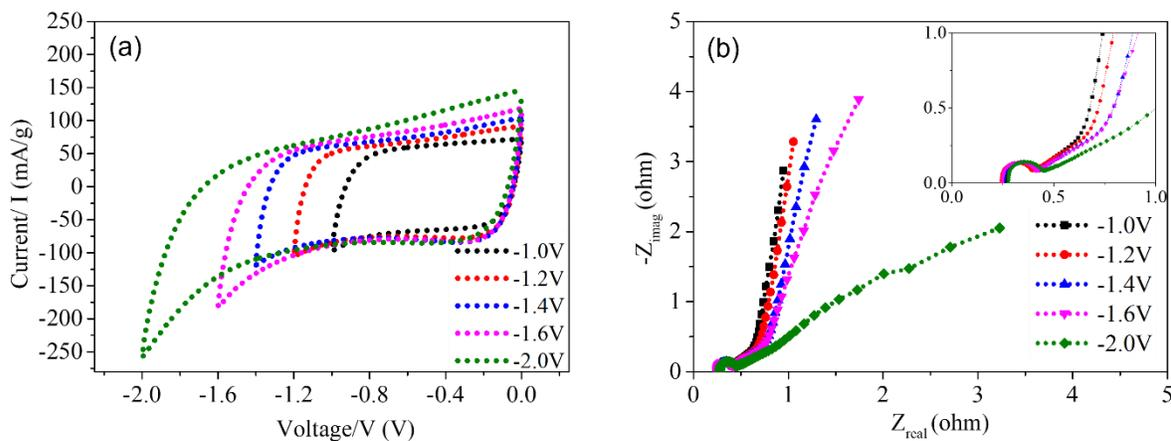 (a)
250
200
150
100
50
0
-50
-100
-150
-200
-250
Current/ I (mA/g)
-2.0 -1.6 -1.2 -0.8 -0.4 0.0
Voltage/V (V)
-1.0V
-1.2V
-1.4V
-1.6V
-2.0V
(b)
5
4
3
2
1
0
-Zimag (ohm)
0 1 2 3 4 5
Zreal (ohm)
1.0
0.5
0.0
0.0 0.5 1.0
-1.0V
-1.2V
-1.4V
-1.6V
-2.0V